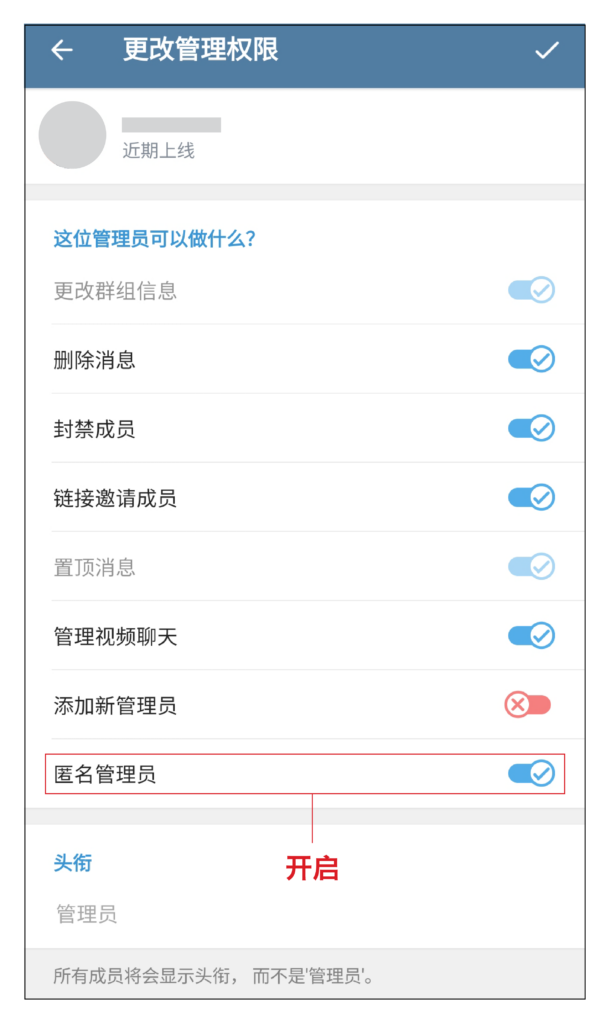 更改管理权限
近期上线
这位管理员可以做什么?
更改群组信息
删除消息
封禁成员
链接邀请成员
置顶消息
管理视频聊天
添加新管理员
匿名管理员
开启
头衔
管理员
所有成员将会显示头衔， 而不是'管理员'。